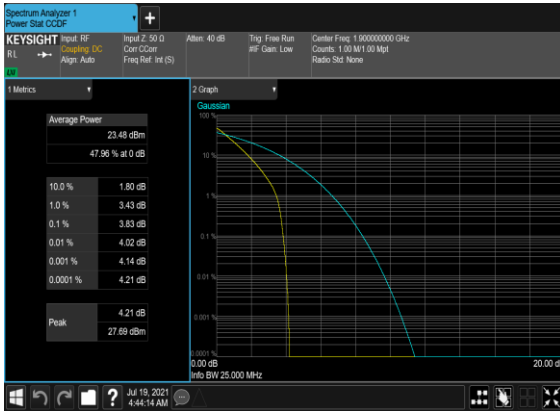 Spectrum Analyzer 1
Power Stat CCDF
KEYSIGHT
RL
LV
Input: RF
Coupling: DC
Align: Auto
Input Z: 50 Ω
Corr CCorr
Freq Ref: Int (S)
Atten: 40 dB
Trig: Free Run
#IF Gain: Low
Center Freq: 1.900000000 GHz
Counts: 1.00 M/1.00 Mpt
Radio Std: None
1 Metrics
Average Power
23.48 dBm
47.96 % at 0 dB
10.0 % 1.80 dB
1.0 % 3.43 dB
0.1 % 3.83 dB
0.01 % 4.02 dB
0.001 % 4.14 dB
0.0001 % 4.21 dB
Peak
4.21 dB
27.69 dBm
2 Graph
Gaussian
100 %
10 %
1 %
0.1 %
0.01 %
0.001 %
0.0001 %
0.00 dB
20.00 d
Info BW 25.000 MHz
?
Jul 19, 2021
4:44:14 AM